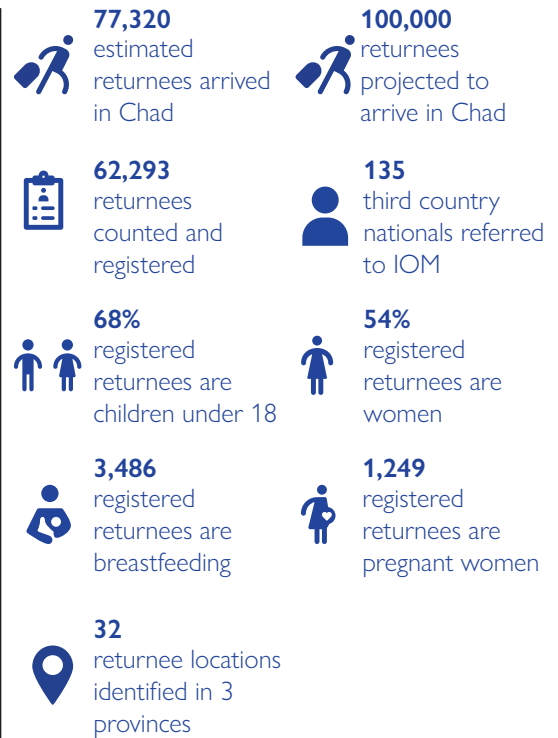 77,320
estimated
returnees arrived
in Chad
100,000
returnees
projected to
arrive in Chad
62,293
returnees
counted and
registered
135
third country
nationals referred
to IOM
68%
registered
returnees are
children under 18
54%
registered
returnees are
women
3,486
registered
returnees are
breastfeeding
1,249
registered
returnees are
pregnant women
32
returnee locations
identified in 3
provinces